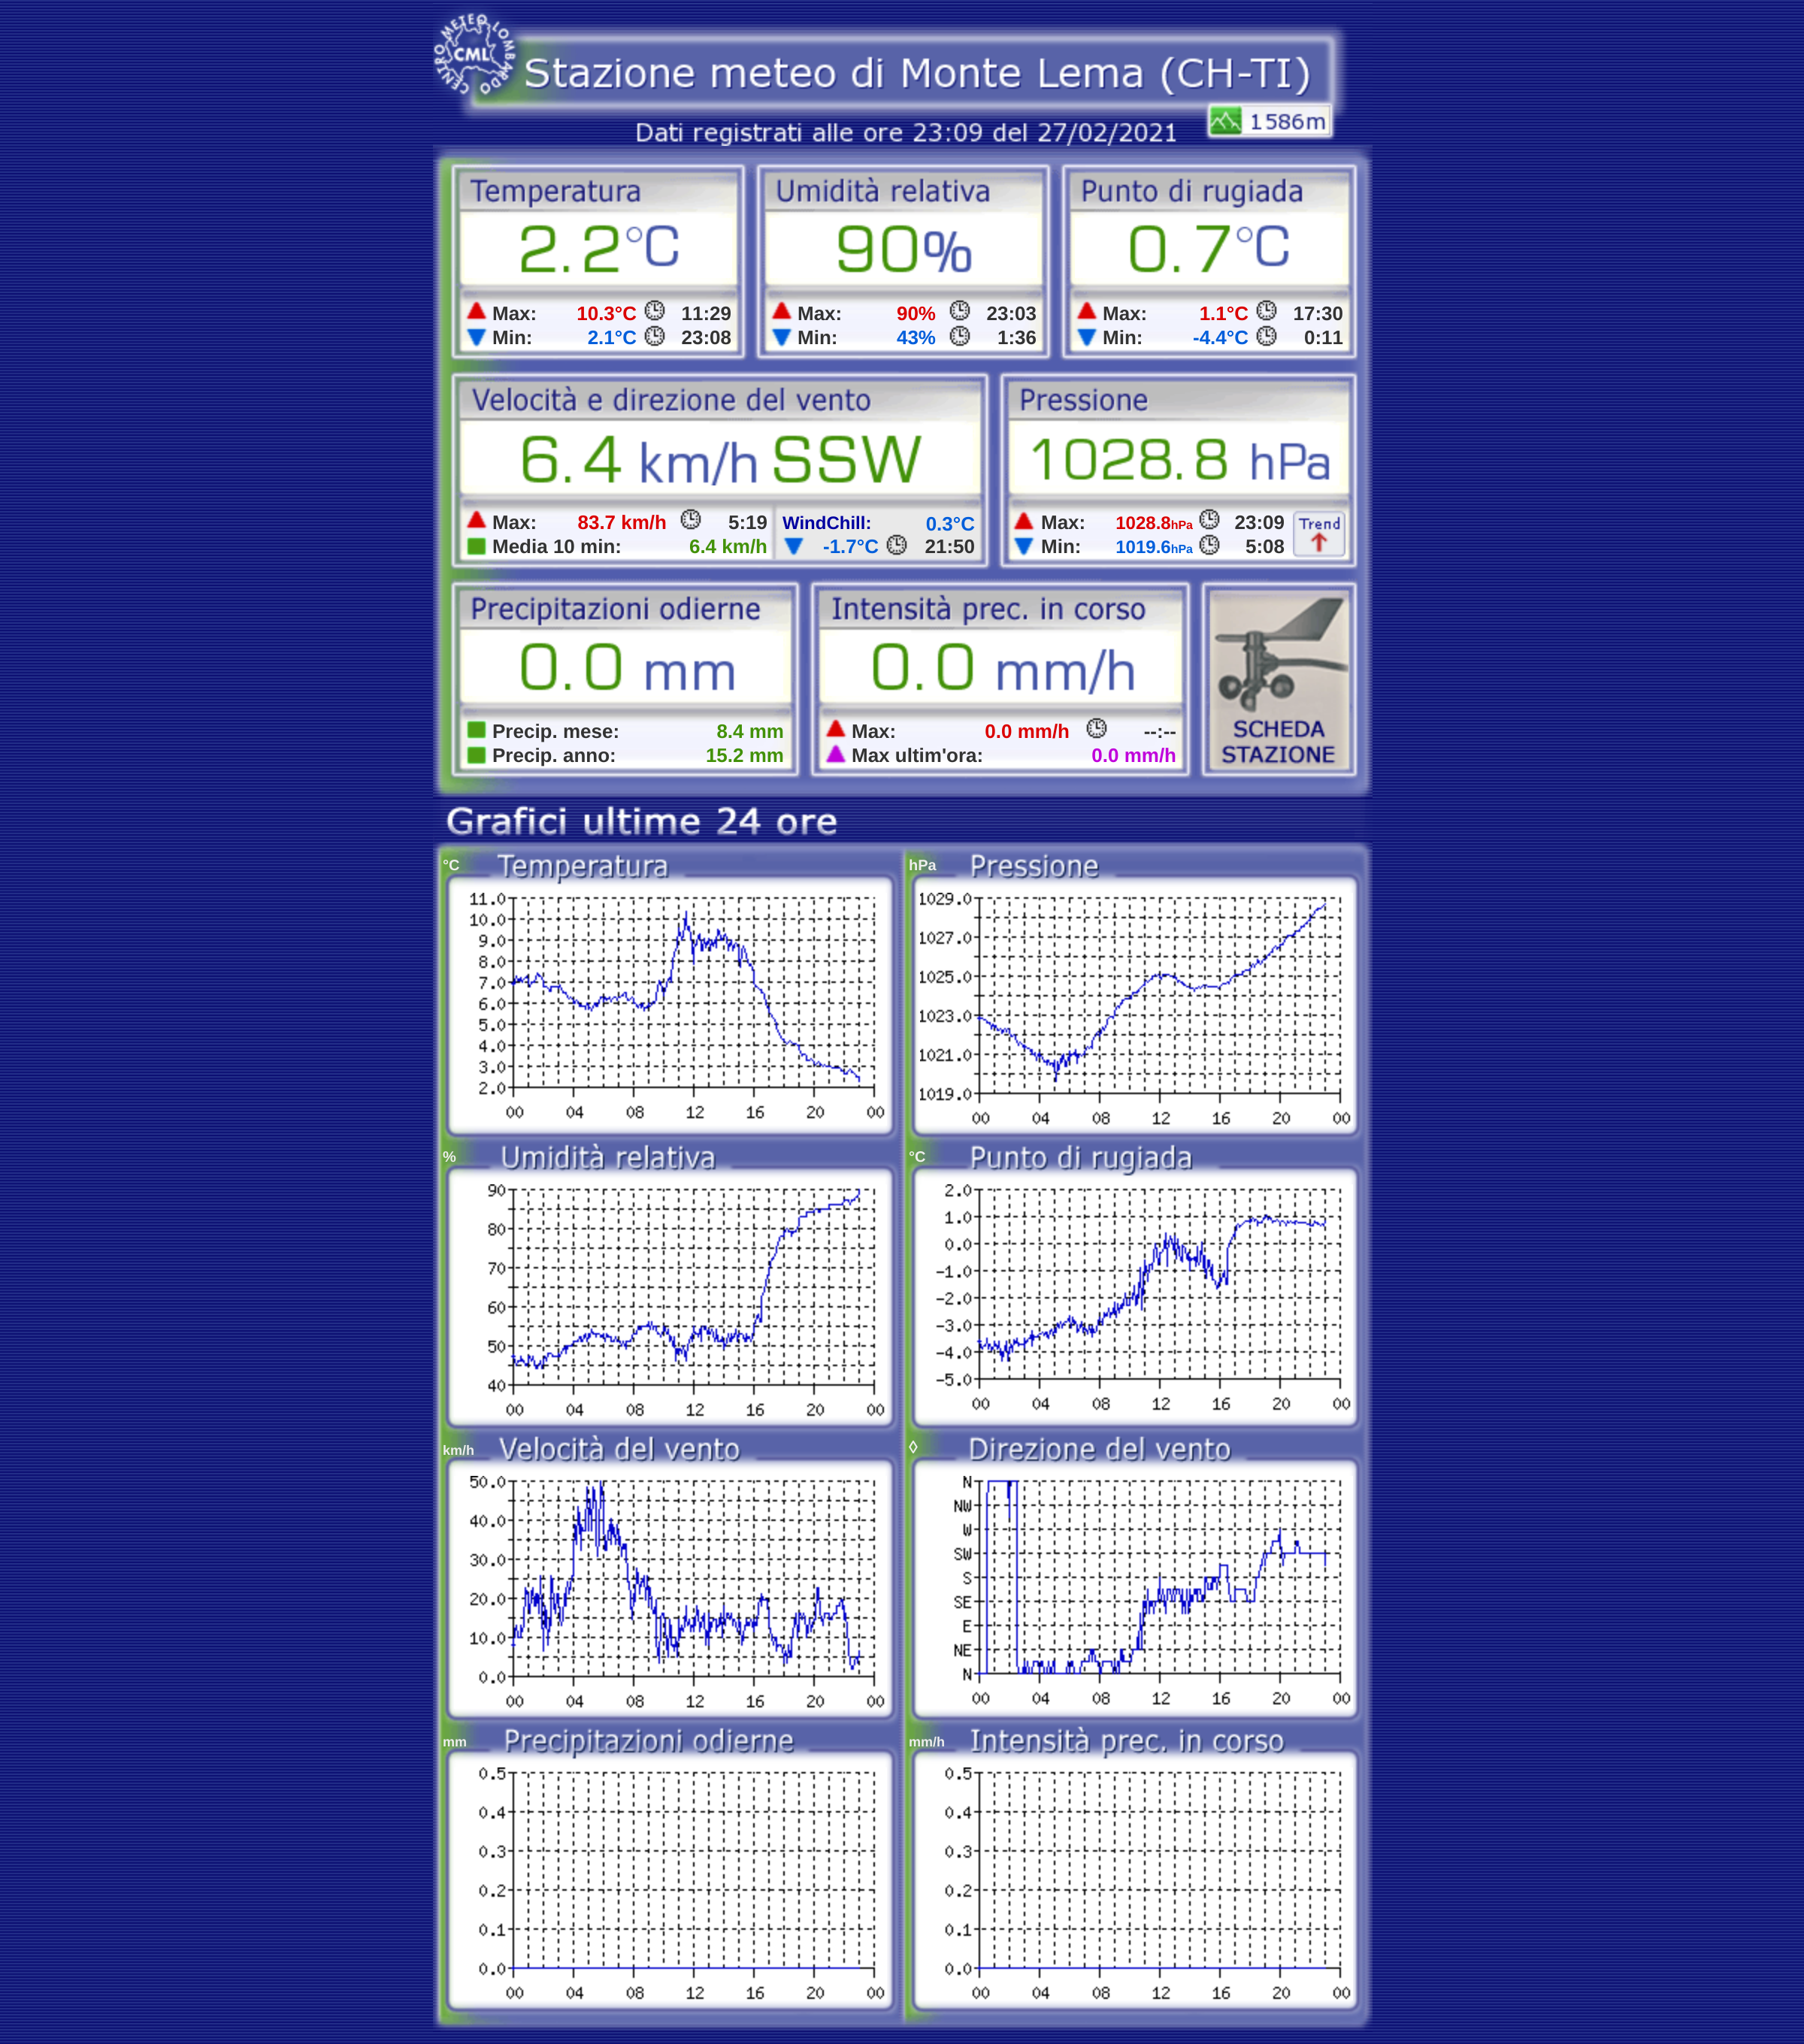 CENTRO METEO LOMBARDO
CML
Stazione meteo di Monte Lema (CH-TI)
1586m
Dati registrati alle ore 23:09 del 27/02/2021
Temperatura Umidità relativa Punto di rugiada
2.2°C 90% 0.7°C
Max: 10.3°C 11:29 Max: 90% 23:03 Max: 1.1°C 17:30
Min: 2.1°C 23:08 Min: 43% 1:36 Min: -4.4°C 0:11
Velocità e direzione del vento Pressione
6.4 km/h SSW 1028.8 hPa
Max: 83.7 km/h 5:19 WindChill: 0.3°C Max: 1028.8hPa 23:09 Trend
Media 10 min: 6.4 km/h -1.7°C 21:50 Min: 1019.6hPa 5:08
Precipitazioni odierne Intensità prec. in corso
0.0 mm 0.0 mm/h
Precip. mese: 8.4 mm Max: 0.0 mm/h --:-- SCHEDA
Precip. anno: 15.2 mm Max ultim'ora: 0.0 mm/h STAZIONE
Grafici ultime 24 ore
°C Temperatura
11.0
10.0
9.0
8.0
7.0
6.0
5.0
4.0
3.0
2.0
00 04 08 12 16 20 00
hPa Pressione
1029.0
1027.0
1025.0
1023.0
1021.0
1019.0
00 04 08 12 16 20 00
% Umidità relativa
90
80
70
60
50
40
00 04 08 12 16 20 00
°C Punto di rugiada
2.0
1.0
0.0
-1.0
-2.0
-3.0
-4.0
-5.0
00 04 08 12 16 20 00
km/h Velocità del vento
50.0
40.0
30.0
20.0
10.0
0.0
00 04 08 12 16 20 00
◊ Direzione del vento
N
NW
W
SW
S
SE
E
NE
N
00 04 08 12 16 20 00
mm Precipitazioni odierne
0.5
0.4
0.3
0.2
0.1
0.0
00 04 08 12 16 20 00
mm/h Intensità prec. in corso
0.5
0.4
0.3
0.2
0.1
0.0
00 04 08 12 16 20 00